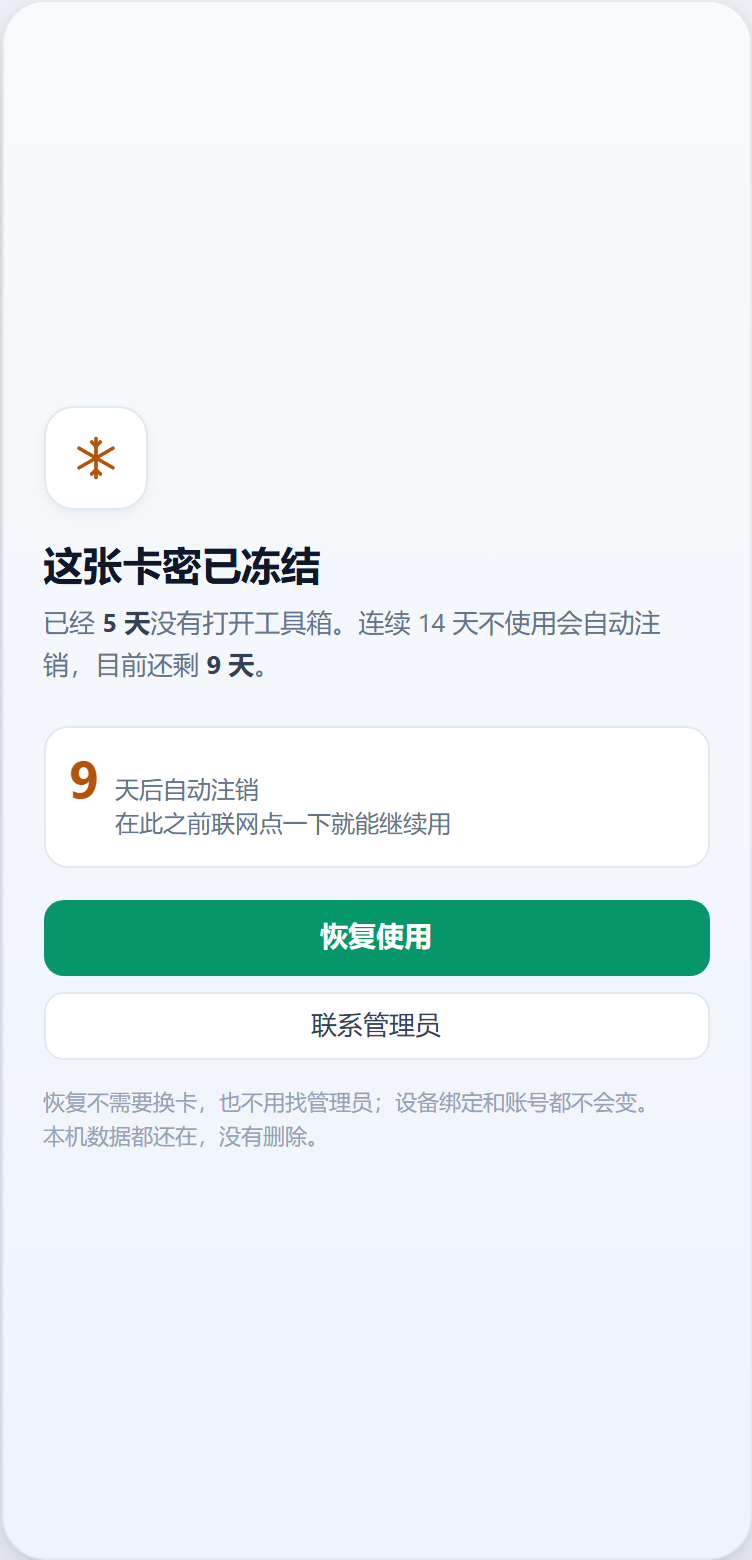 这张卡密已冻结
已经 5 天没有打开工具箱。连续 14 天不使用会自动注
销，目前还剩 9 天。
9 天后自动注销
在此之前联网点一下就能继续用
恢复使用
联系管理员
恢复不需要换卡，也不用找管理员；设备绑定和账号都不会变。
本机数据都还在，没有删除。